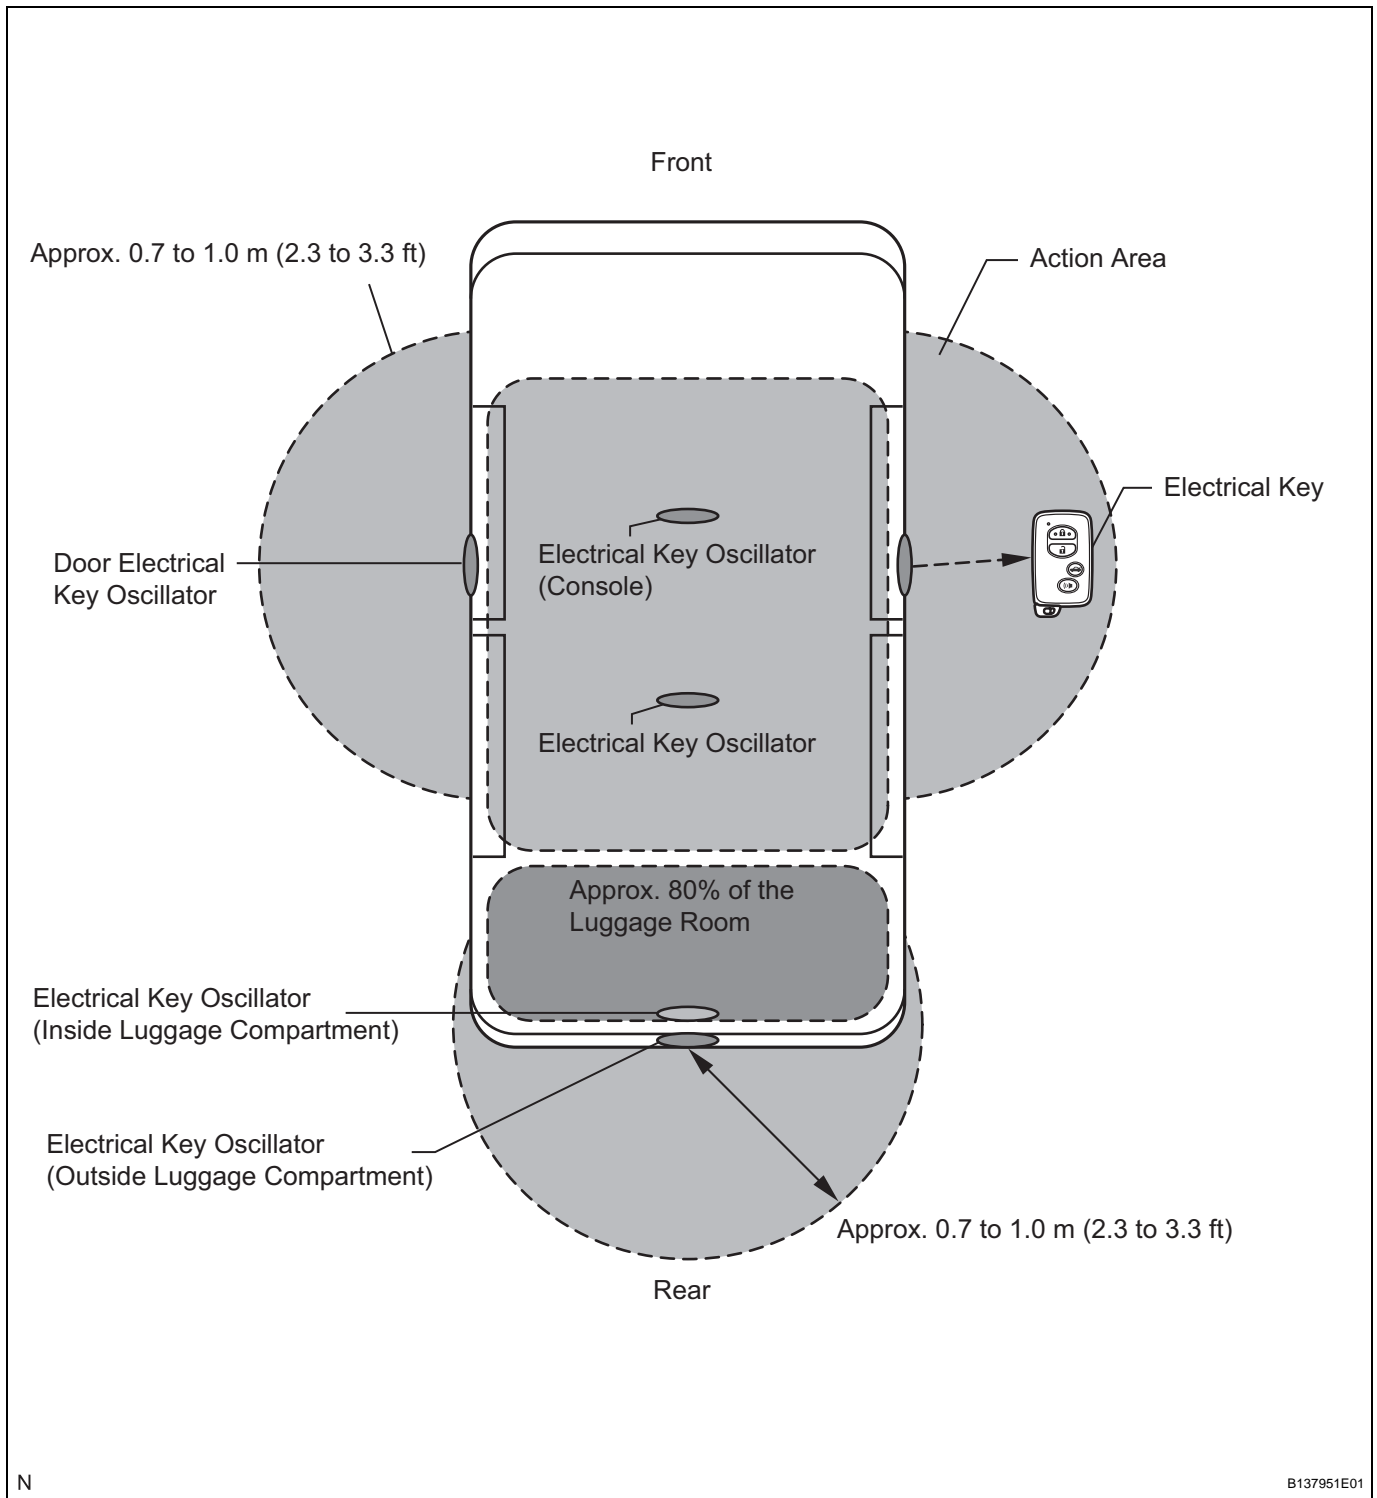 Front
Approx. 0.7 to 1.0 m (2.3 to 3.3 ft)
Action Area
Electrical Key
Door Electrical
Key Oscillator
Electrical Key Oscillator
(Console)
Electrical Key Oscillator
Approx. 80% of the
Luggage Room
Electrical Key Oscillator
(Inside Luggage Compartment)
Electrical Key Oscillator
(Outside Luggage Compartment)
Approx. 0.7 to 1.0 m (2.3 to 3.3 ft)
Rear
N
B137951E01